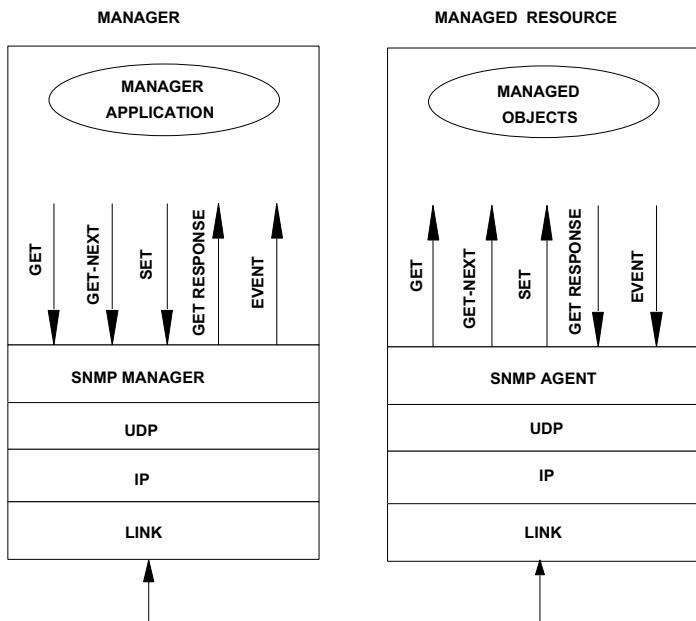 MANAGER
MANAGER
APPLICATION
GET
GET-NEXT
SET
GET RESPONSE
EVENT
SNMP MANAGER
UDP
IP
LINK
MANAGED RESOURCE
MANAGED
OBJECTS
GET
GET-NEXT
SET
GET RESPONSE
EVENT
SNMP AGENT
UDP
IP
LINK